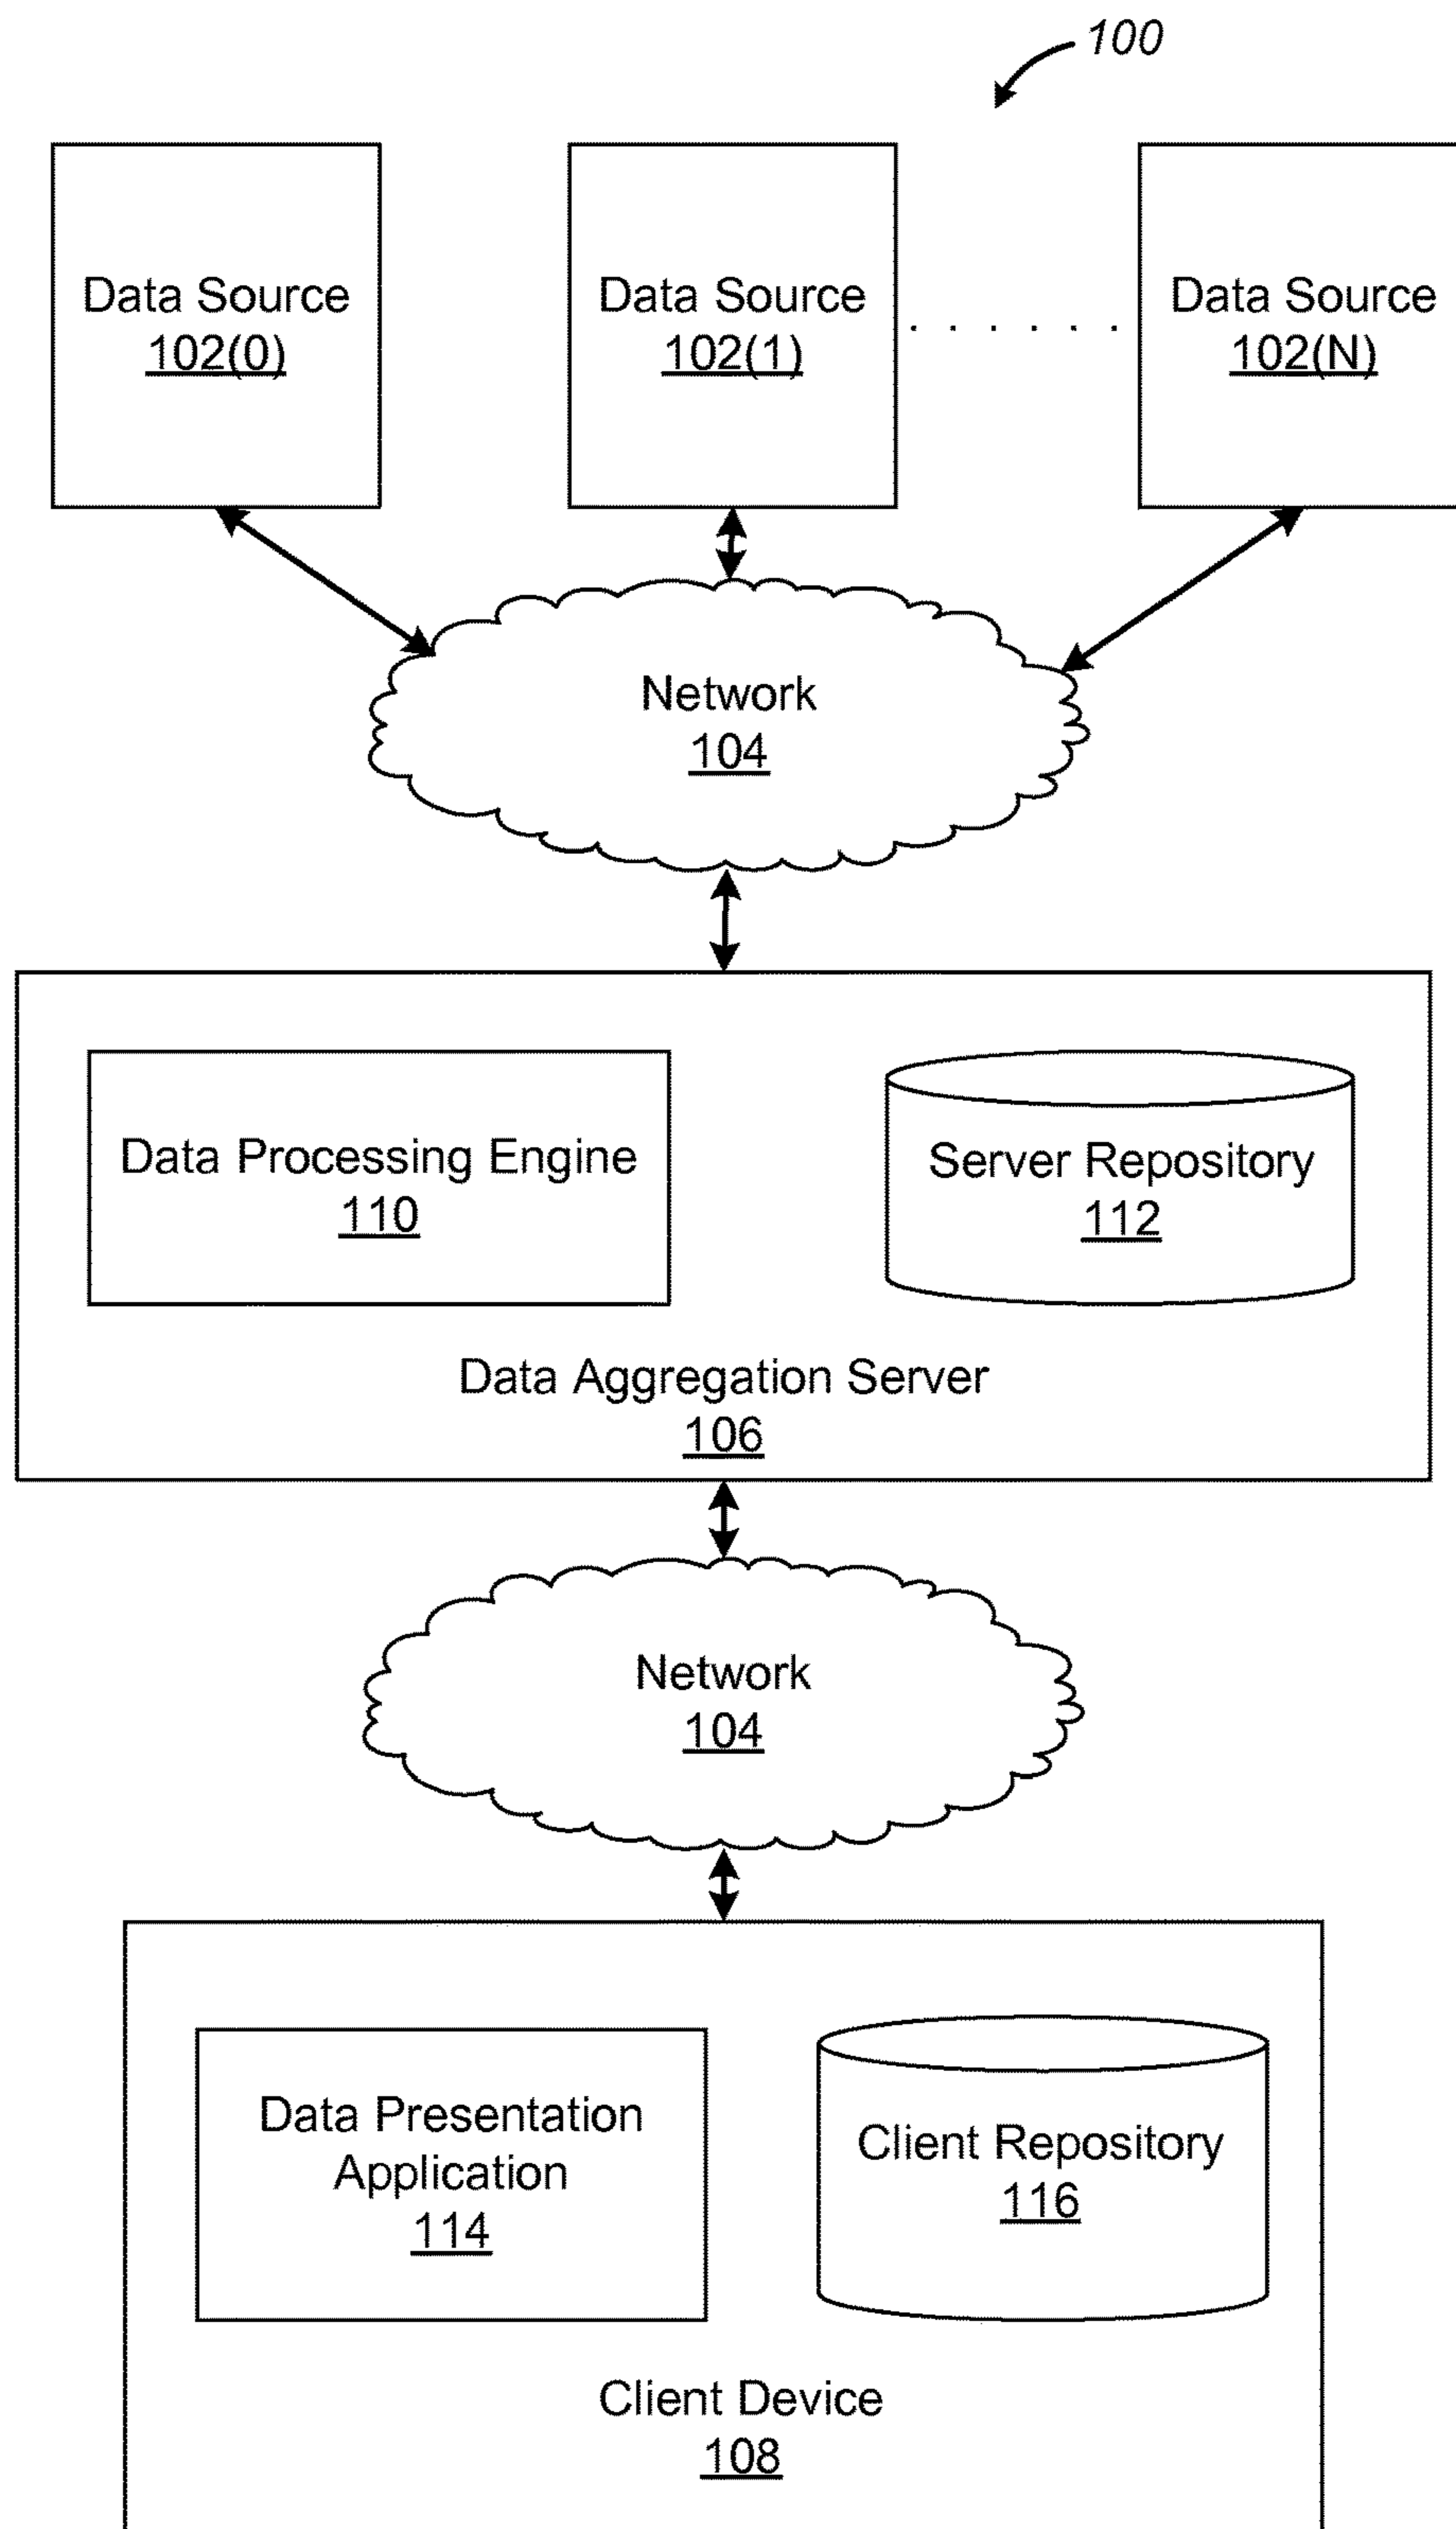 100
Data Source
102(0)
Data Source
102(1)
. . . . . .
Data Source
102(N)
Network
104
Data Processing Engine
110
Server Repository
112
Data Aggregation Server
106
Network
104
Data Presentation
Application
114
Client Repository
116
Client Device
108